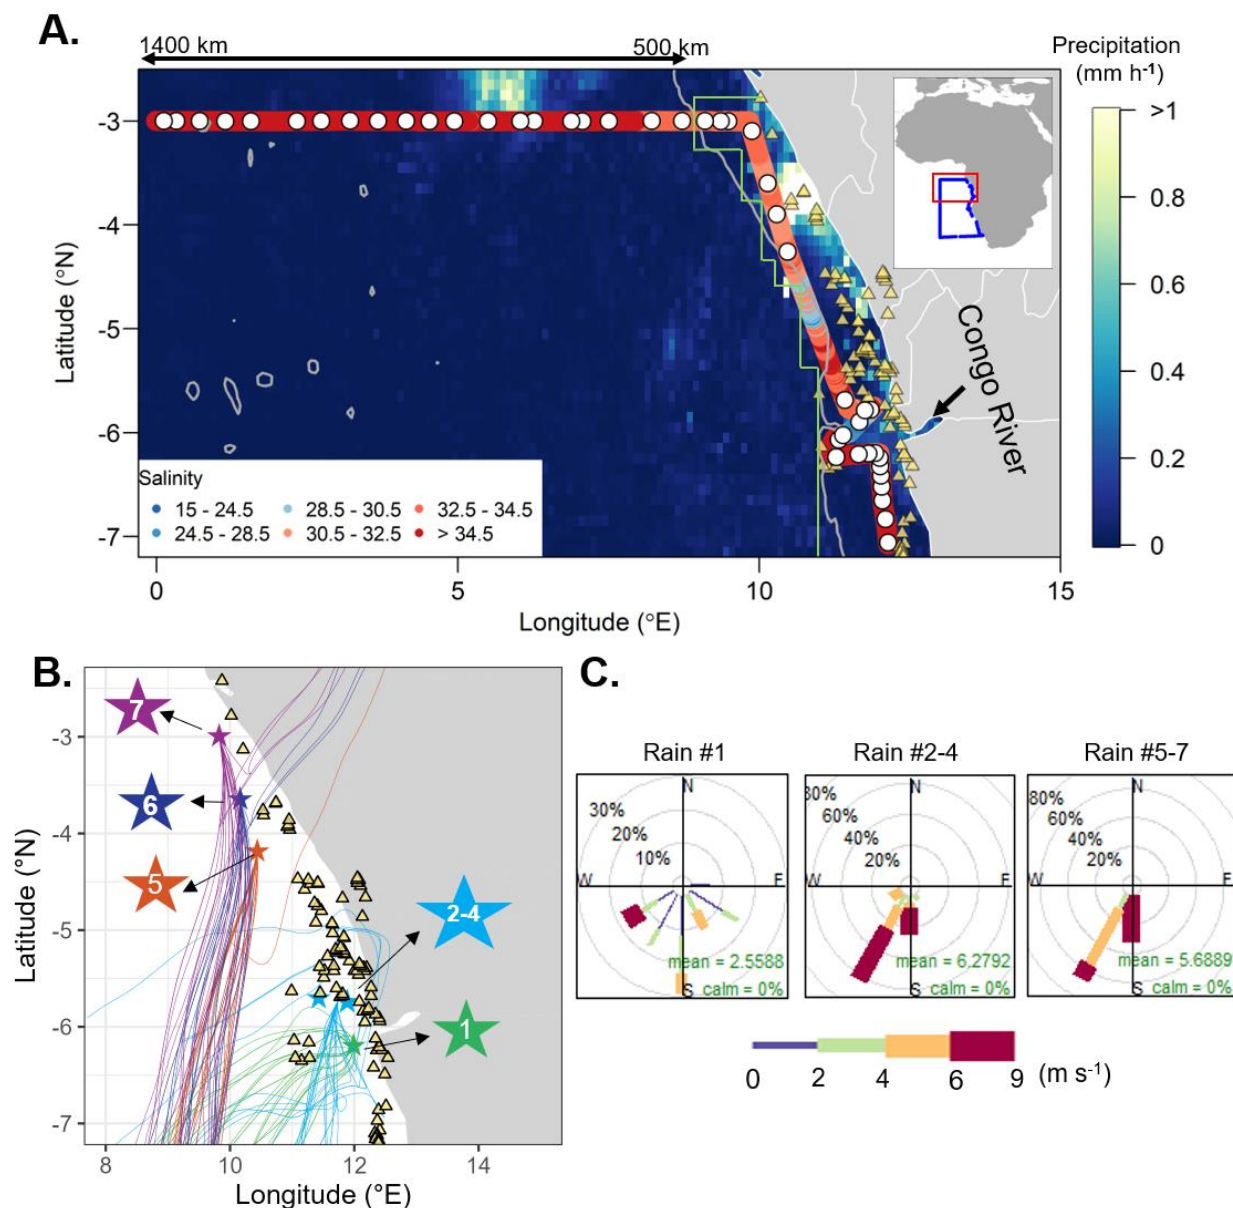 A.
1400 km
500 km
Precipitation
(mm h⁻¹)
>1
0.8
0.6
0.4
0.2
0
Latitude (°N)
-3
-4
-5
-6
-7
Congo River
Salinity
15 - 24.5
28.5 - 30.5
32.5 - 34.5
24.5 - 28.5
30.5 - 32.5
> 34.5
0
5
10
15
Longitude (°E)
B.
Latitude (°N)
-3
-4
-5
-6
-7
7
6
5
2-4
1
8
10
12
14
Longitude (°E)
C.
Rain #1
N
30%
20%
10%
W
E
mean = 2.5588
S
calm = 0%
Rain #2-4
N
80%
60%
40%
20%
W
E
mean = 6.2792
S
calm = 0%
Rain #5-7
N
80%
60%
40%
20%
W
E
mean = 5.6889
S
calm = 0%
0
2
4
6
9
(m s⁻¹)